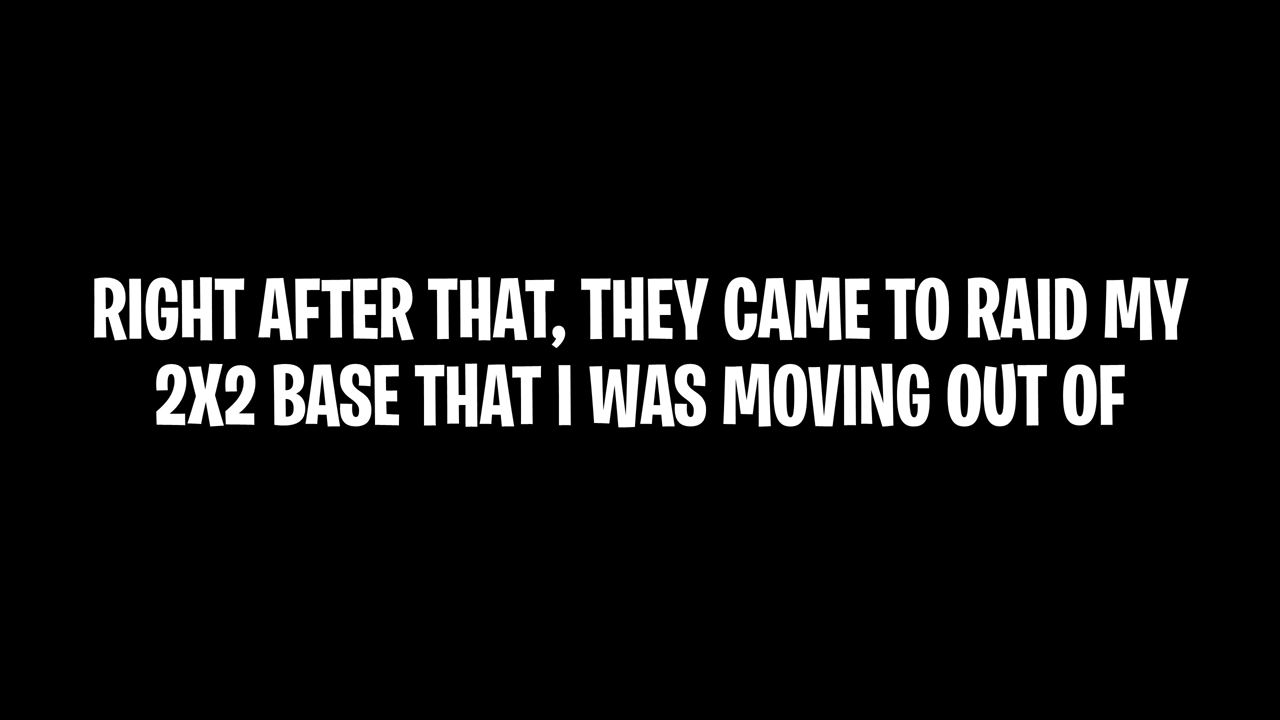 RIGHT AFTER THAT, THEY CAME TO RAID MY
2X2 BASE THAT I WAS MOVING OUT OF